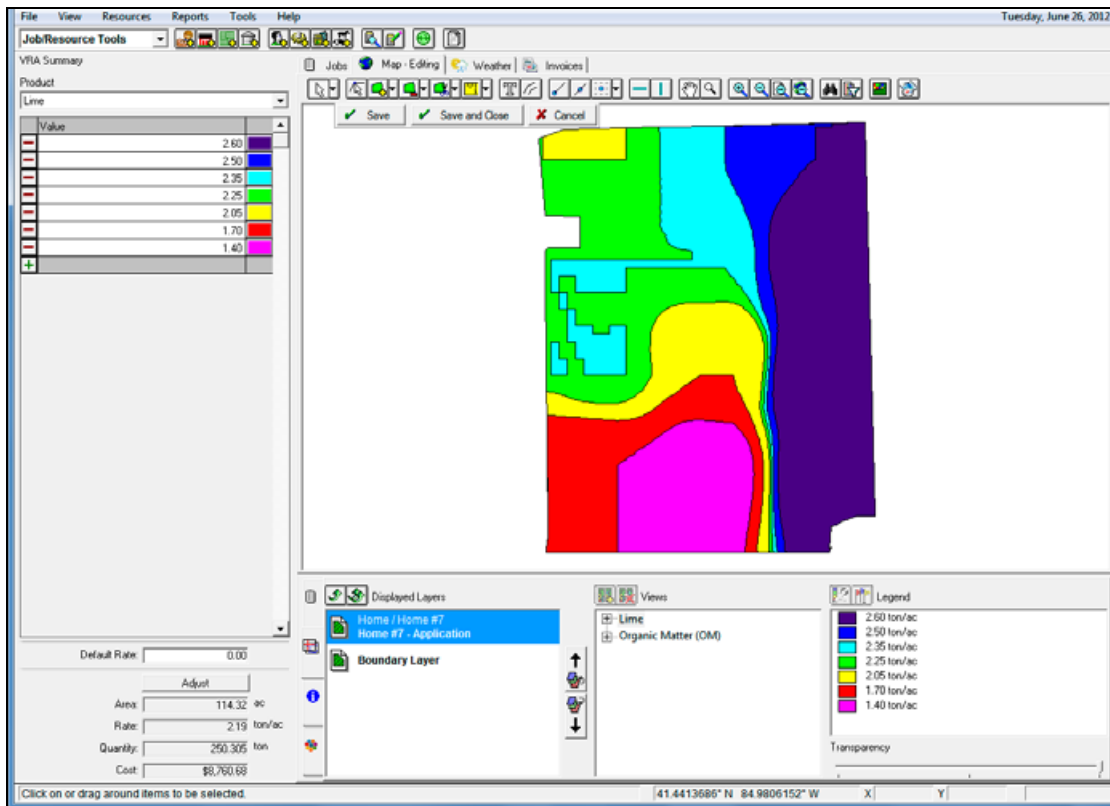 File View Resources Reports Tools Help Tuesday, June 26, 2012
Job/Resource Tools
VRA Summary
Jobs Map - Editing Weather Invoices
Product
Lime
Save Save and Close Cancel
Value
2.60
2.50
2.35
2.25
2.05
1.70
1.40
Displayed Layers
Home / Home #7
Home #7 - Application
Boundary Layer
Views
Lime
Organic Matter (OM)
Legend
2.60 ton/ac
2.50 ton/ac
2.35 ton/ac
2.25 ton/ac
2.05 ton/ac
1.70 ton/ac
1.40 ton/ac
Transparency
Default Rate: 0.00
Adjust
Area: 114.32 ac
Rate: 2.19 ton/ac
Quantity: 250.305 ton
Cost: $8,760.68
Click on or drag around items to be selected. 41.4413686° N 84.9806152° W X Y